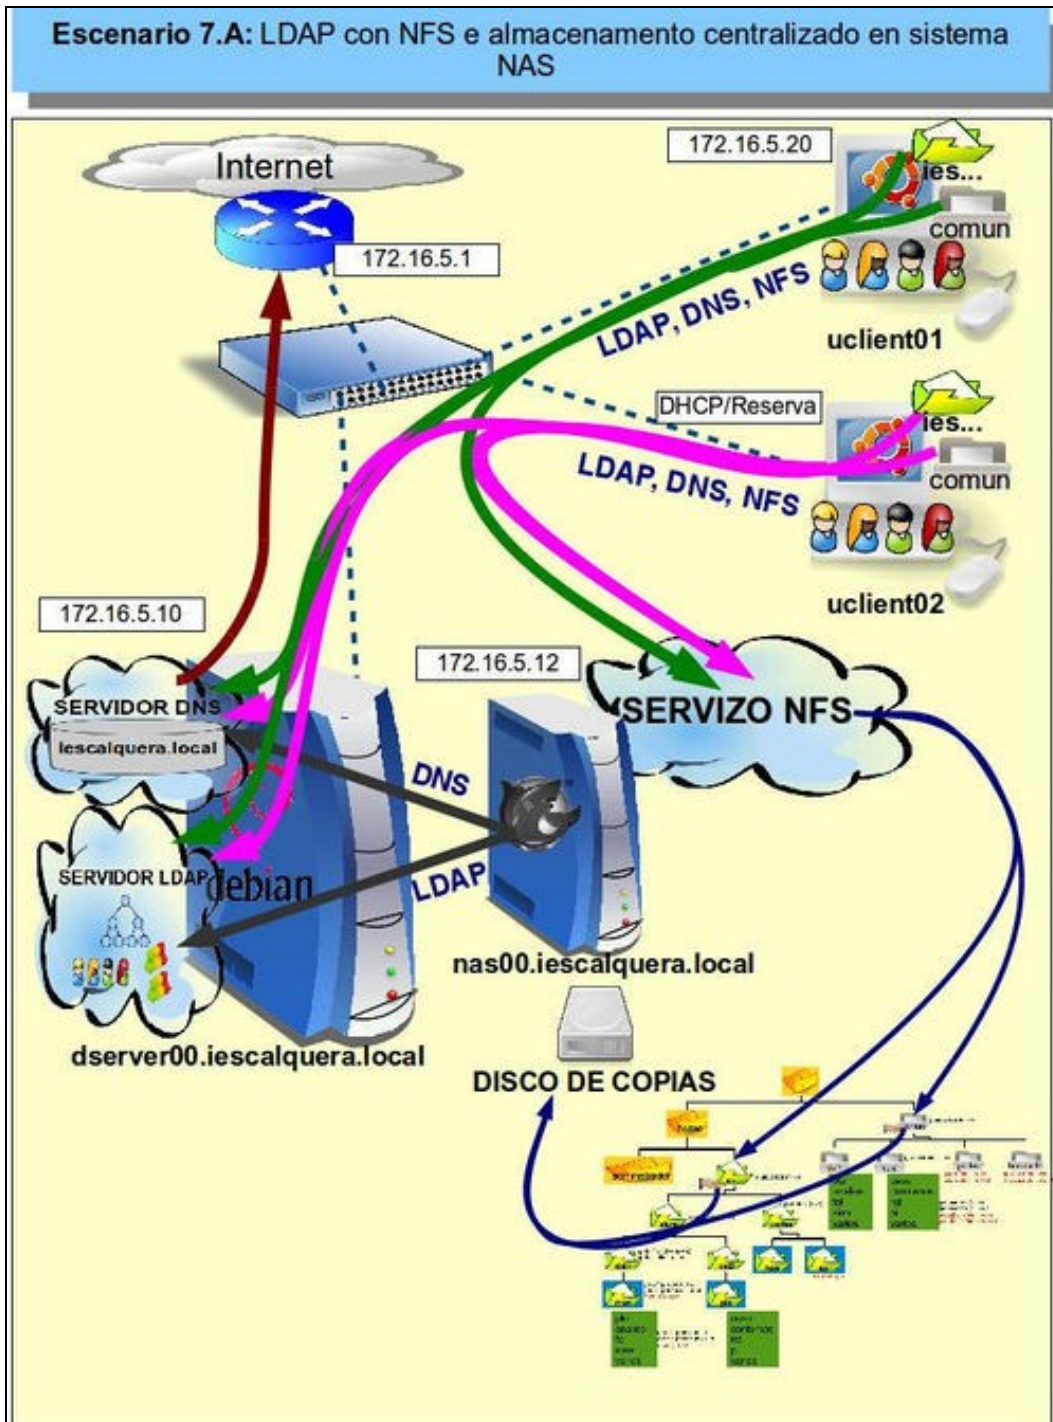 Escenario 7.A: LDAP con NFS e almacenamento centralizado en sistema
NAS
Internet
172.16.5.1
172.16.5.20
ies...
comun
LDAP, DNS, NFS
uclient01
DHCP/Reserva
ies...
comun
LDAP, DNS, NFS
uclient02
172.16.5.10
172.16.5.12
SERVIDOR DNS
iescalquera.local
SERVIZO NFS
DNS
LDAP
SERVIDOR LDAP
debian
nas00.iescalquera.local
dserver00.iescalquera.local
DISCO DE COPIAS